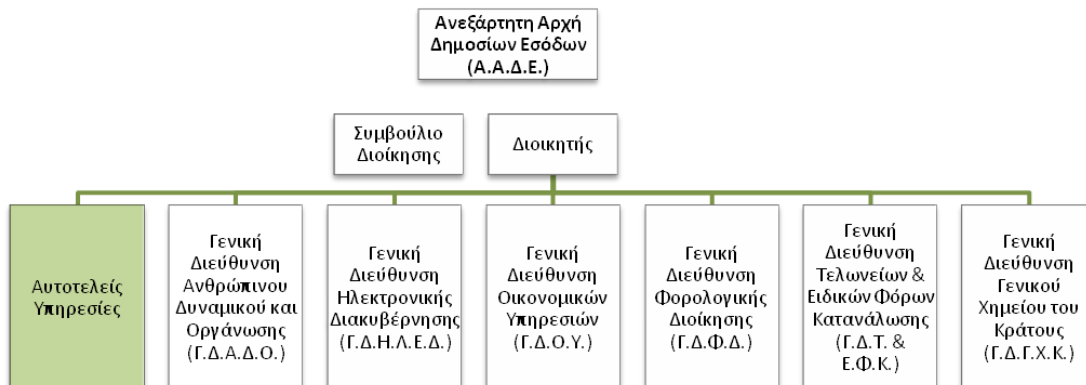 Ανεξάρτητη Αρχή
Δημοσίων Εσόδων
(Α.Α.Δ.Ε.)
Συμβούλιο
Διοίκησης
Διοικητής
Αυτοτελείς
Υπηρεσίες
Γενική
Διεύθυνση
Ανθρώπινου
Δυναμικού και
Οργάνωσης
(Γ.Δ.Α.Δ.Ο.)
Γενική
Διεύθυνση
Ηλεκτρονικής
Διακυβέρνησης
(Γ.Δ.Η.Λ.Ε.Δ.)
Γενική
Διεύθυνση
Οικονομικών
Υπηρεσιών
(Γ.Δ.Ο.Υ.)
Γενική
Διεύθυνση
Φορολογικής
Διοίκησης
(Γ.Δ.Φ.Δ.)
Γενική
Διεύθυνση
Τελωνείων &
Ειδικών Φόρων
Κατανάλωσης
(Γ.Δ.Τ. &
Ε.Φ.Κ.)
Γενική
Διεύθυνση
Γενικού
Χημείου του
Κράτους
(Γ.Δ.Γ.Χ.Κ.)